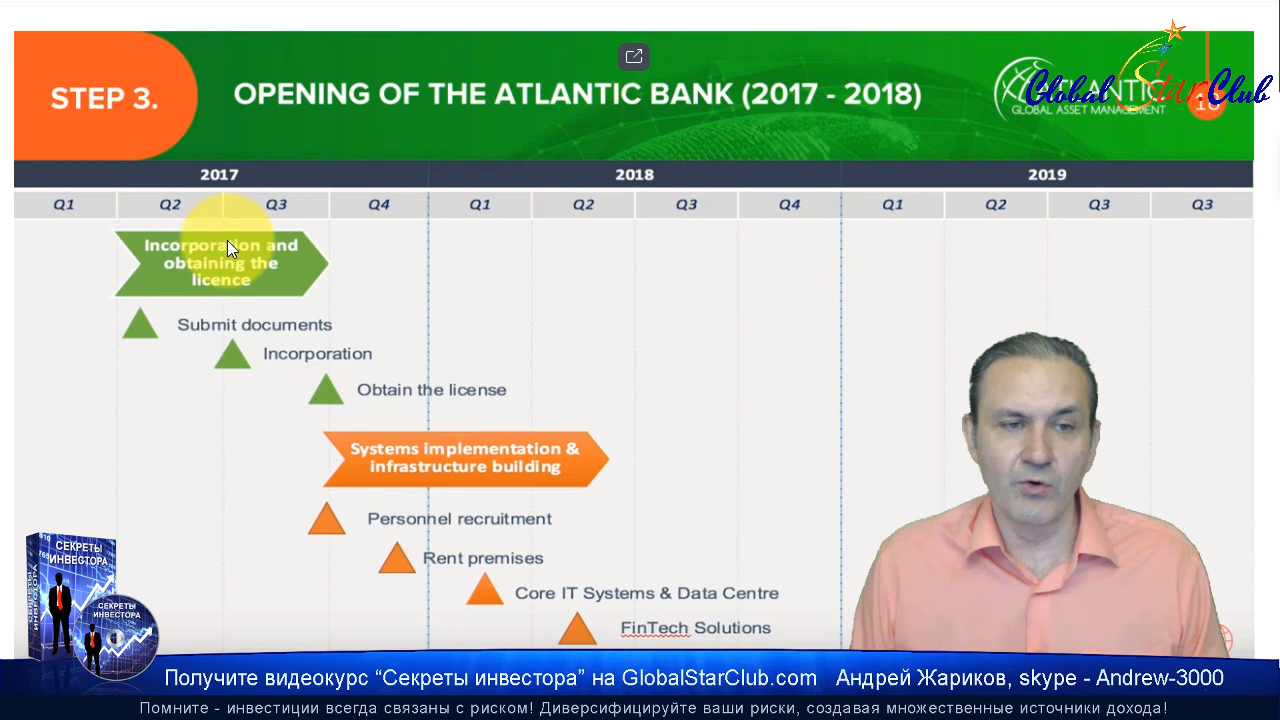 STEP 3.
OPENING OF THE ATLANTIC BANK (2017 - 2018)
GLOBAL ASSET MANAGEMENT
Global Star Club
2017 2018 2019
Q1 Q2 Q3 Q4 Q1 Q2 Q3 Q4 Q1 Q2 Q3 Q3
Incorporation and
obtaining the
licence
Submit documents
Incorporation
Obtain the license
Systems implementation &
infrastructure building
Personnel recruitment
Rent premises
Core IT Systems & Data Centre
FinTech Solutions
СЕКРЕТЫ
ИНВЕСТОРА
СЕКРЕТЫ
ИНВЕСТОРА
СЕКРЕТЫ
ИНВЕСТОРА
Получите видеокурс “Секреты инвестора” на GlobalStarClub.com Андрей Жариков, skype - Andrew-3000
Помните - инвестиции всегда связаны с риском! Диверсифицируйте ваши риски, создавая множественные источники дохода!